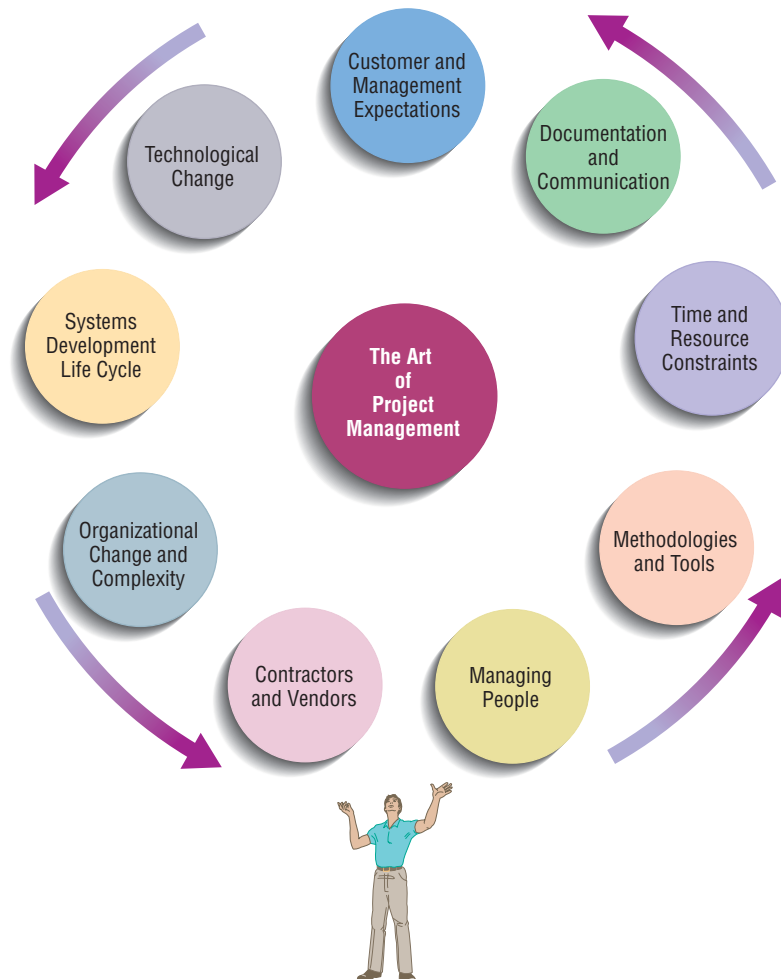 Customer and
Management
Expectations
Documentation
and
Communication
Technological
Change
Time and
Resource
Constraints
Systems
Development
Life Cycle
The Art
of
Project
Management
Methodologies
and Tools
Organizational
Change and
Complexity
Contractors
and Vendors
Managing
People